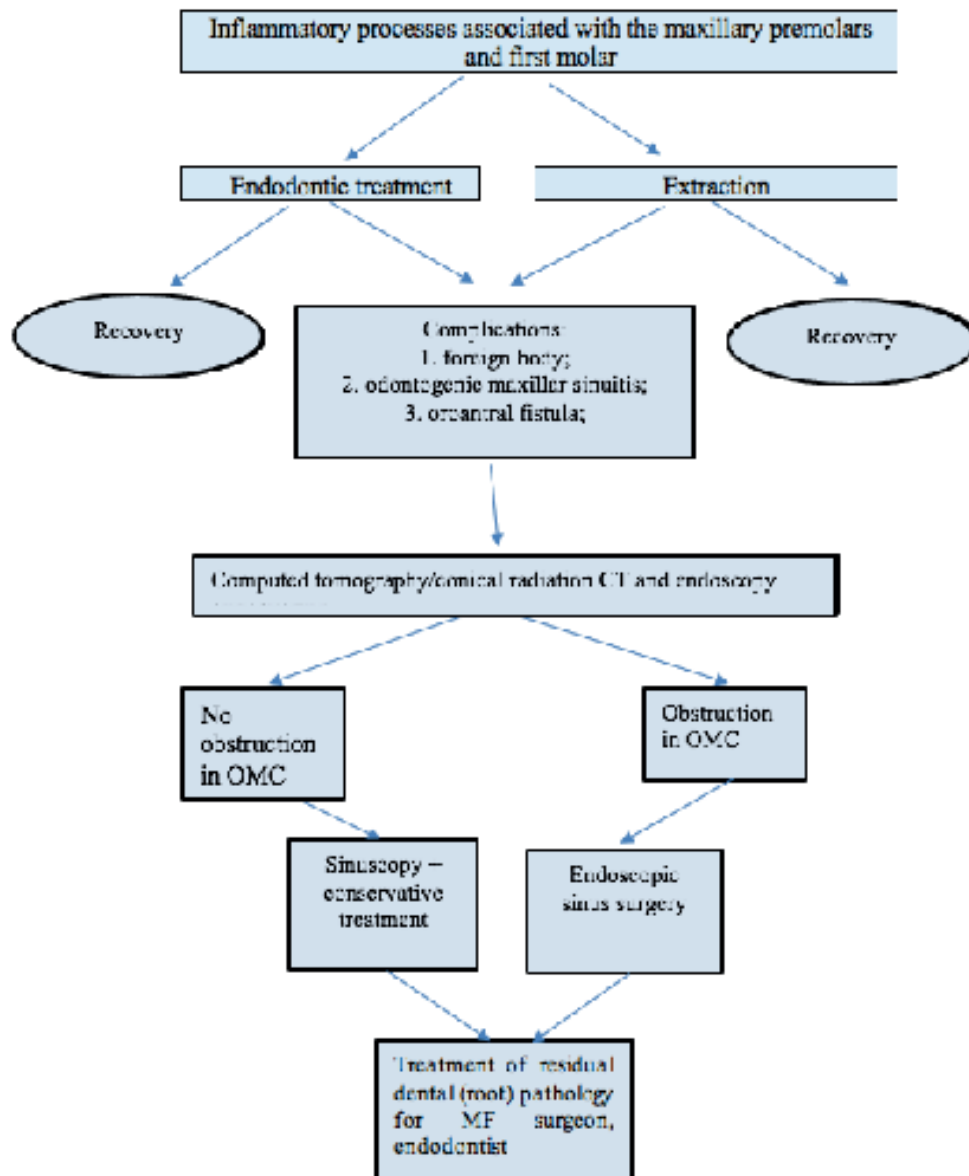 Inflammatory processes associated with the maxillary premolars
and first molar
Endodontic treatment
Extraction
Recovery
Complications:
1. foreign body;
2. odontogenic maxillar sinuitis;
3. oroantral fistula;
Recovery
Computed tomography/conical radiation CT and endoscopy
No
obstruction
in OMC
Obstruction
in OMC
Sinuscopy –
conservative
treatment
Endoscopic
sinus surgery
Treatment of residual
dental (root) pathology
for MF surgeon,
endodontist